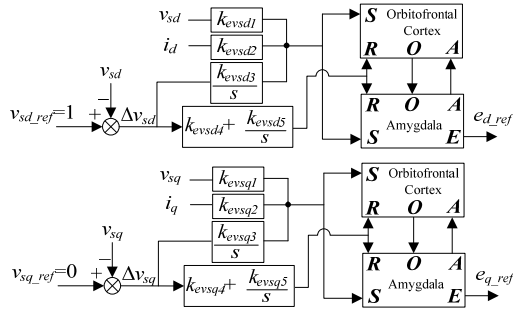 v_sd
k_evsd1
S
Orbitofrontal
Cortex
i_d
k_evsd2
R O A
v_sd
k_evsd3
s
v_sd_ref=1
+
−
Δv_sd
k_evsd4+ k_evsd5
s
R O A
Amygdala
S E
e_d_ref
v_sq
k_evsq1
S
Orbitofrontal
Cortex
i_q
k_evsq2
R O A
v_sq
k_evsq3
s
v_sq_ref=0
+
−
Δv_sq
k_evsq4+ k_evsq5
s
R O A
Amygdala
S E
e_q_ref